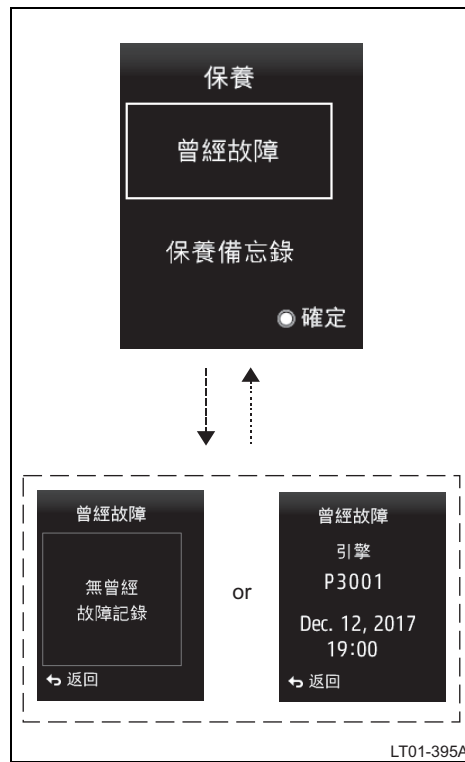 保養
曾經故障
保養備忘錄
確定
曾經故障
無曾經
故障記錄
返回
or
曾經故障
引擎
P3001
Dec. 12, 2017
19:00
返回
LT01-395A